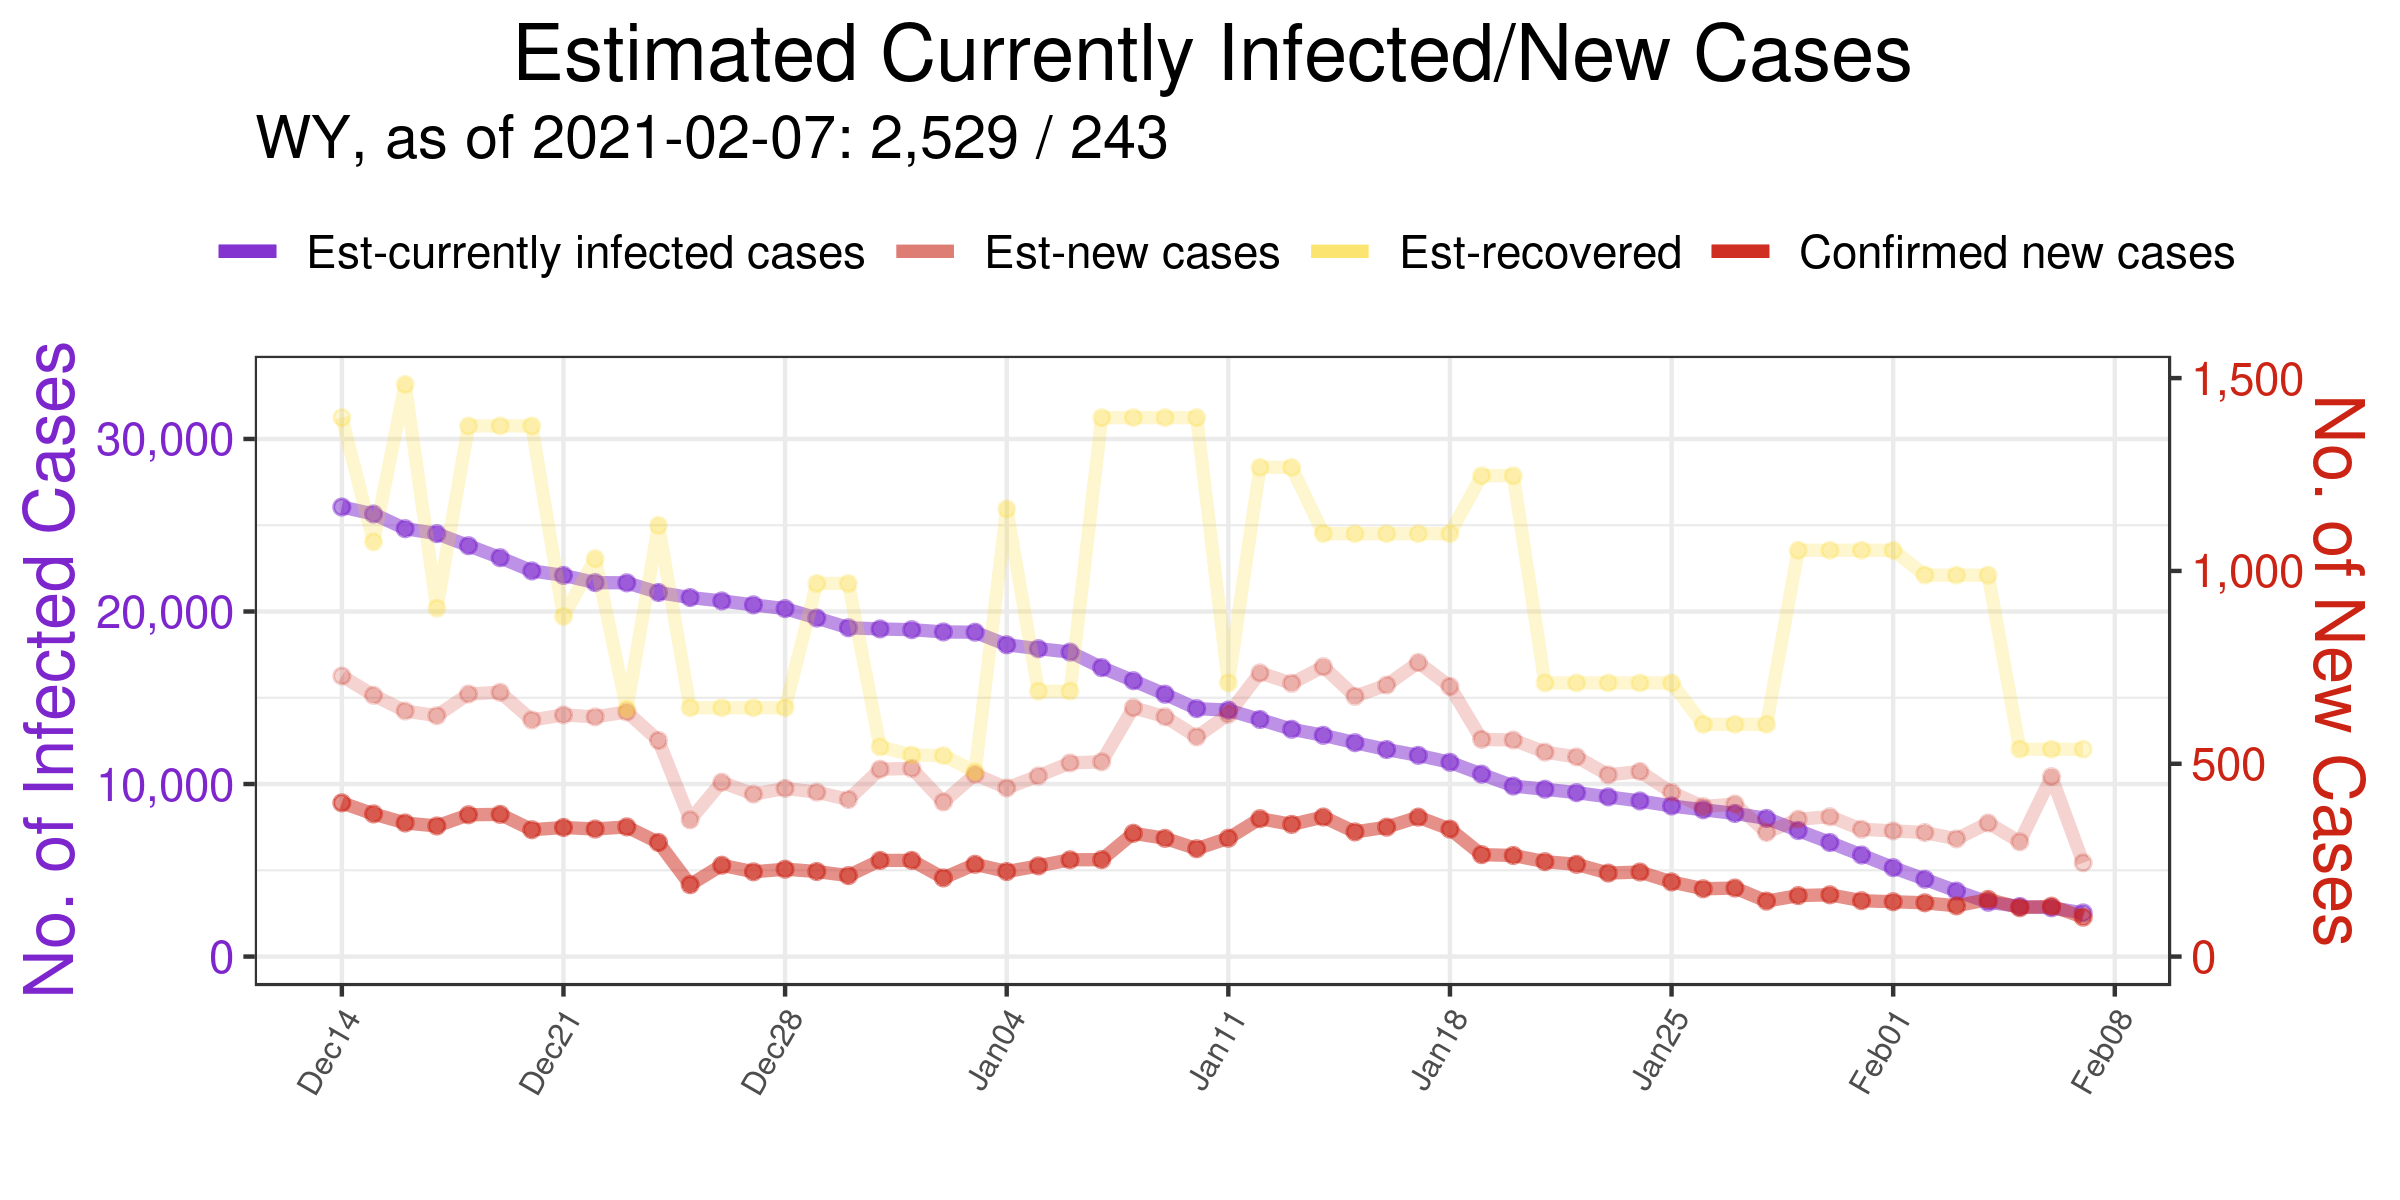 Estimated Currently Infected/New Cases
WY, as of 2021-02-07: 2,529 / 243
Est-currently infected cases Est-new cases Est-recovered Confirmed new cases
No. of Infected Cases
30,000
20,000
10,000
0
1,500
1,000
500
0
No. of New Cases
Dec14 Dec21 Dec28 Jan04 Jan11 Jan18 Jan25 Feb01 Feb08